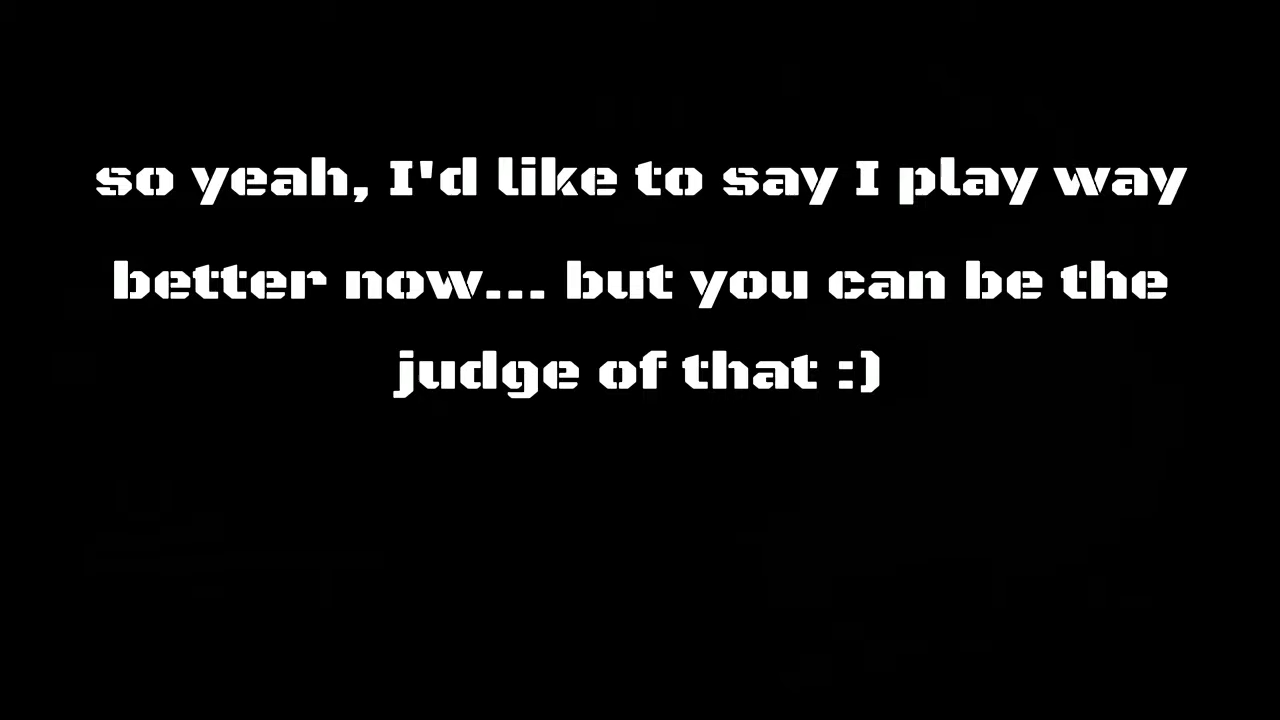 so yeah, I'd like to say I play way
better now... but you can be the
judge of that :)